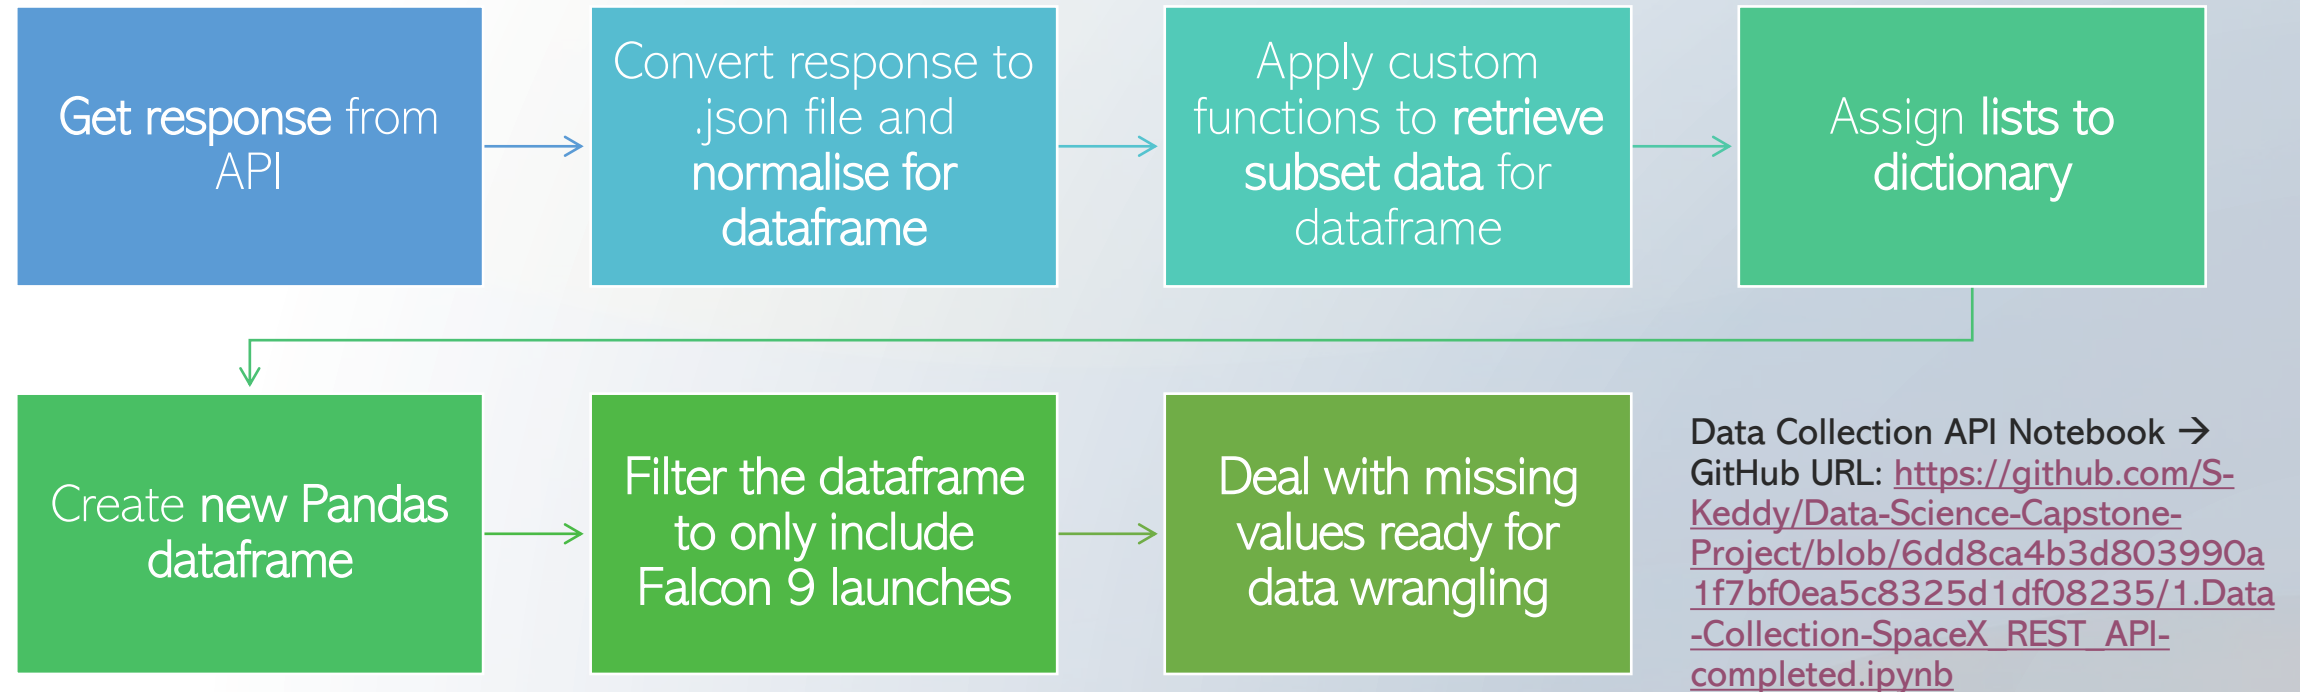 Get response from
API
Convert response to
.json file and
normalise for
dataframe
Apply custom
functions to retrieve
subset data for
dataframe
Assign lists to
dictionary
Create new Pandas
dataframe
Filter the dataframe
to only include
Falcon 9 launches
Deal with missing
values ready for
data wrangling
Data Collection API Notebook →
GitHub URL: https://github.com/S-
Keddy/Data-Science-Capstone-
Project/blob/6dd8ca4b3d803990a
1f7bf0ea5c8325d1df08235/1.Data
-Collection-SpaceX_REST_API-
completed.ipynb